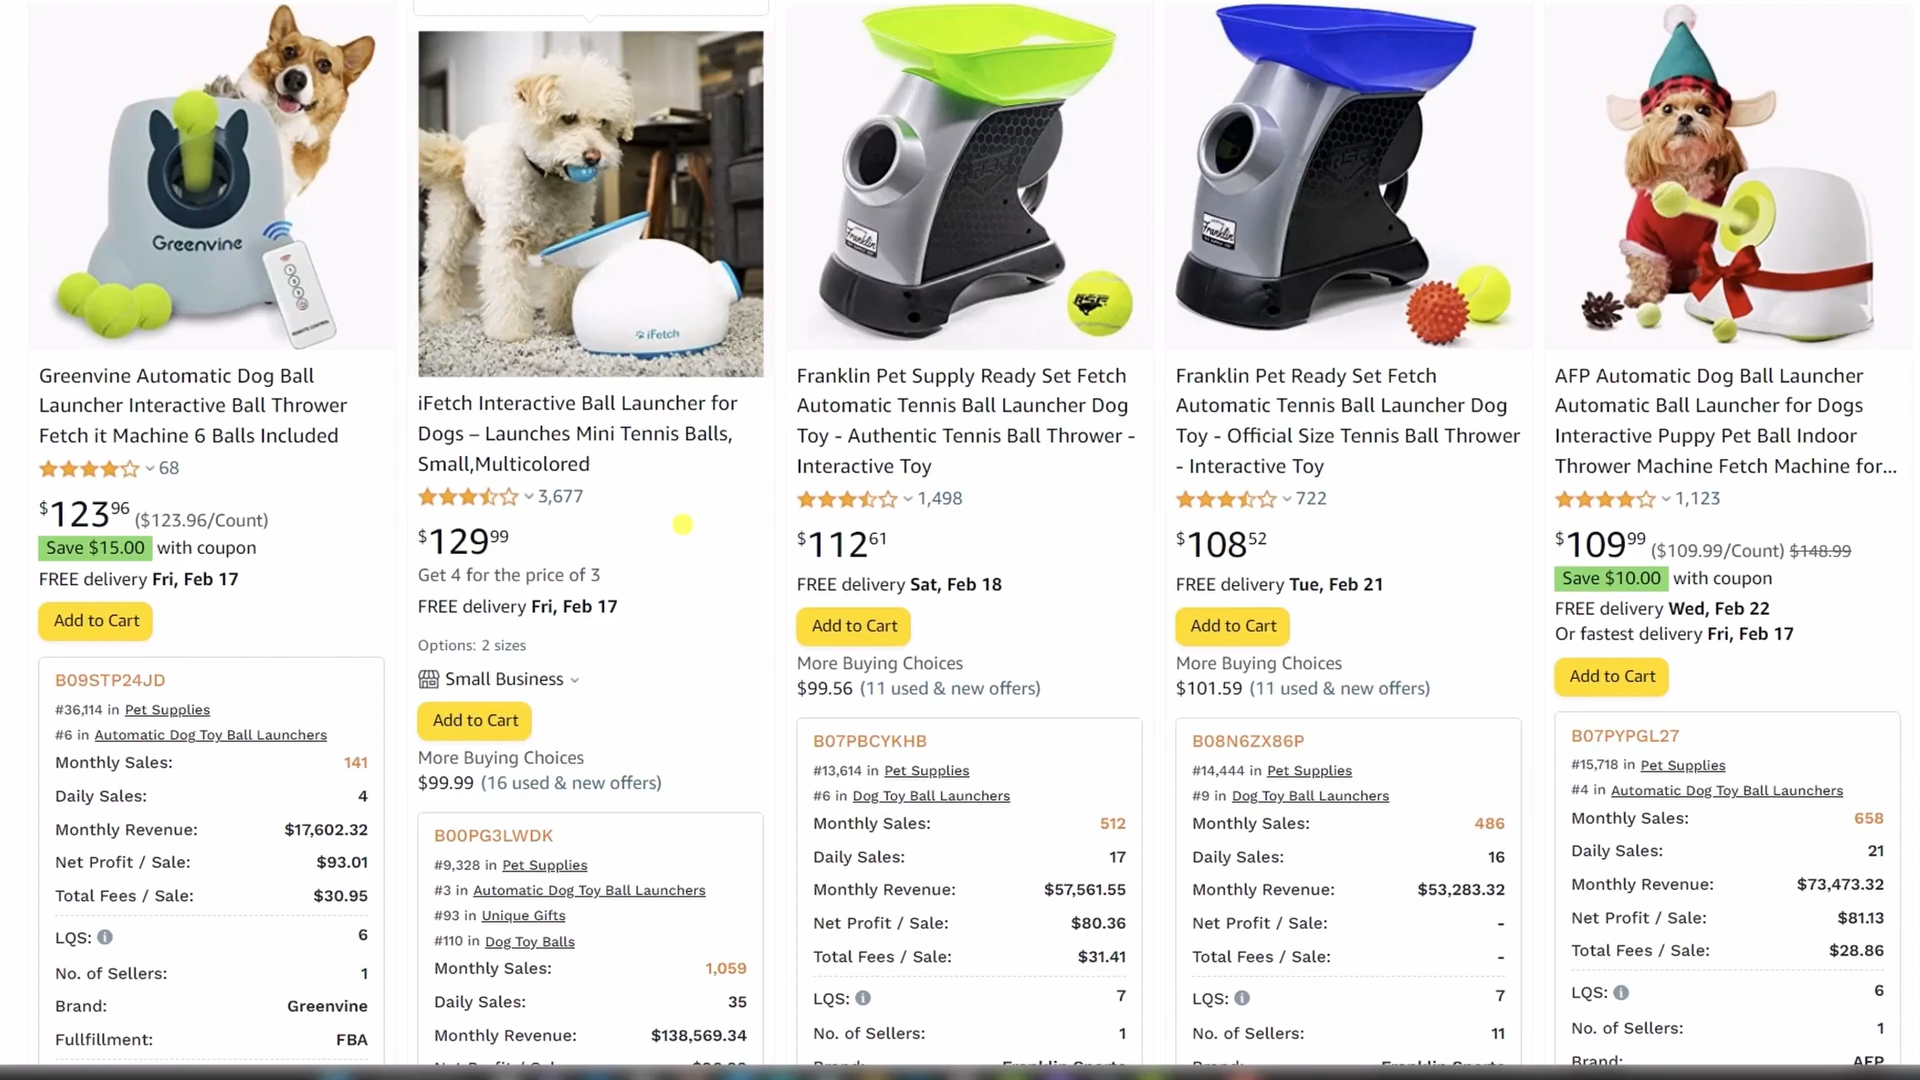 Greenvine
REMOTE CONTROL
Greenvine Automatic Dog Ball
Launcher Interactive Ball Thrower
Fetch it Machine 6 Balls Included
68
$123.96 ($123.96/Count)
Save $15.00 with coupon
FREE delivery Fri, Feb 17
Add to Cart
B09STP24JD
#36,114 in Pet Supplies
#6 in Automatic Dog Toy Ball Launchers
Monthly Sales: 141
Daily Sales: 4
Monthly Revenue: $17,602.32
Net Profit / Sale: $93.01
Total Fees / Sale: $30.95
LQS: 6
No. of Sellers: 1
Brand: Greenvine
Fullfillment: FBA
iFetch
iFetch Interactive Ball Launcher for
Dogs – Launches Mini Tennis Balls,
Small,Multicolored
3,677
$129.99
Get 4 for the price of 3
FREE delivery Fri, Feb 17
Options: 2 sizes
Small Business
Add to Cart
More Buying Choices
$99.99 (16 used & new offers)
B00PG3LWDK
#9,328 in Pet Supplies
#3 in Automatic Dog Toy Ball Launchers
#93 in Unique Gifts
#110 in Dog Toy Balls
Monthly Sales: 1,059
Daily Sales: 35
Monthly Revenue: $138,569.34
Franklin
RSF
Franklin Pet Supply Ready Set Fetch
Automatic Tennis Ball Launcher Dog
Toy - Authentic Tennis Ball Thrower -
Interactive Toy
1,498
$112.61
FREE delivery Sat, Feb 18
Add to Cart
More Buying Choices
$99.56 (11 used & new offers)
B07PBCYKHB
#13,614 in Pet Supplies
#6 in Dog Toy Ball Launchers
Monthly Sales: 512
Daily Sales: 17
Monthly Revenue: $57,561.55
Net Profit / Sale: $80.36
Total Fees / Sale: $31.41
LQS: 7
No. of Sellers: 1
Franklin
Franklin Pet Ready Set Fetch
Automatic Tennis Ball Launcher Dog
Toy - Official Size Tennis Ball Thrower
- Interactive Toy
722
$108.52
FREE delivery Tue, Feb 21
Add to Cart
More Buying Choices
$101.59 (11 used & new offers)
B08N6ZX86P
#14,444 in Pet Supplies
#9 in Dog Toy Ball Launchers
Monthly Sales: 486
Daily Sales: 16
Monthly Revenue: $53,283.32
Net Profit / Sale: -
Total Fees / Sale: -
LQS: 7
No. of Sellers: 11
AFP Automatic Dog Ball Launcher
Automatic Ball Launcher for Dogs
Interactive Puppy Pet Ball Indoor
Thrower Machine Fetch Machine for...
1,123
$109.99 ($109.99/Count) $148.99
Save $10.00 with coupon
FREE delivery Wed, Feb 22
Or fastest delivery Fri, Feb 17
Add to Cart
B07PYPGL27
#15,718 in Pet Supplies
#4 in Automatic Dog Toy Ball Launchers
Monthly Sales: 658
Daily Sales: 21
Monthly Revenue: $73,473.32
Net Profit / Sale: $81.13
Total Fees / Sale: $28.86
LQS: 6
No. of Sellers: 1
Brand: AFP